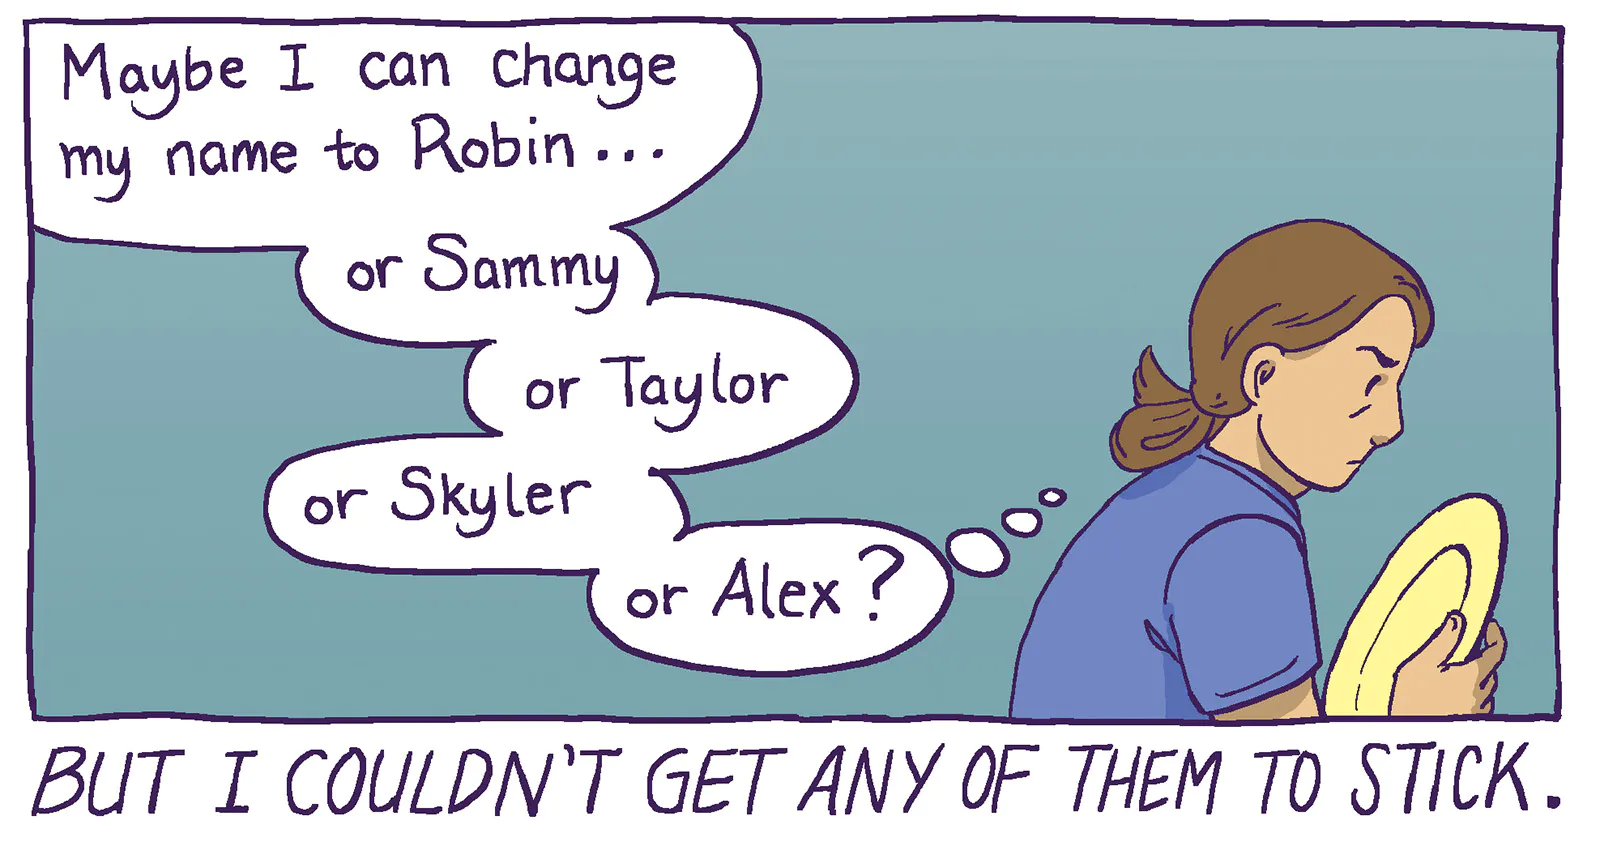 Maybe I can change
my name to Robin...
or Sammy
or Taylor
or Skyler
or Alex?
BUT I COULDN'T GET ANY OF THEM TO STICK.